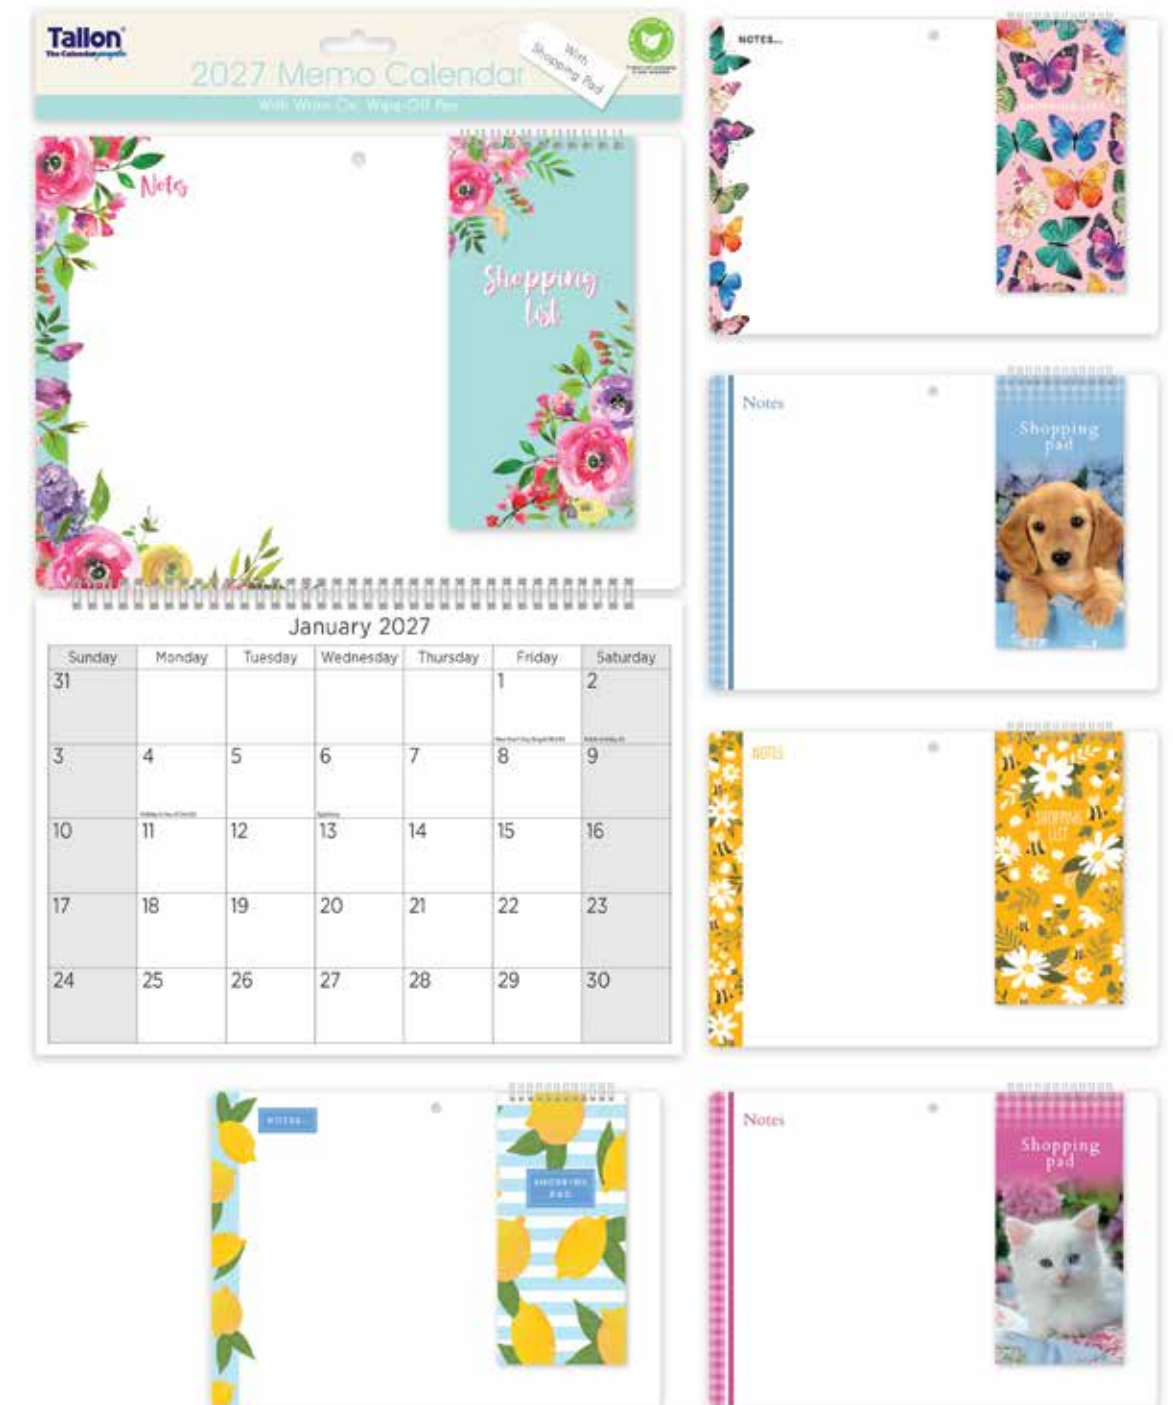 Tallon
The Calendar people
2027 Memo Calendar
With Write-On, Wipe-Off Pen
With
Shopping Pad
Notes
Shopping
list
January 2027
Sunday Monday Tuesday Wednesday Thursday Friday Saturday
31 1 2
3 4 5 6 7 8 9
10 11 12 13 14 15 16
17 18 19 20 21 22 23
24 25 26 27 28 29 30
NOTES...
Notes
Shopping
pad
NOTES
SHOPPING
LIST
NOTES...
SHOPPING
PAD
Notes
Shopping
pad